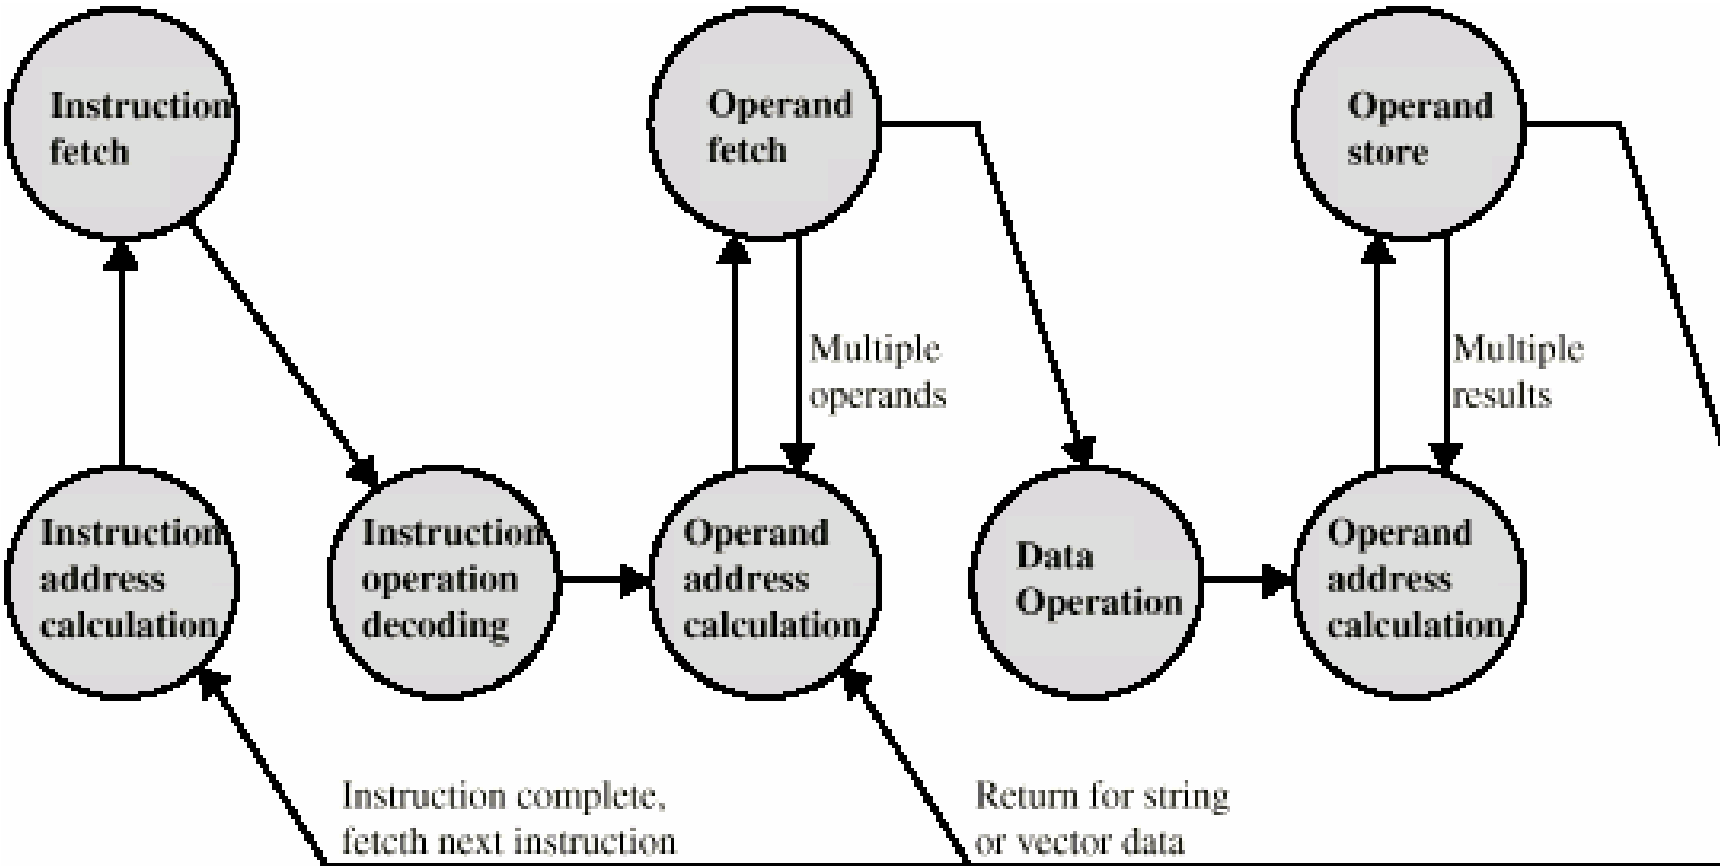 Instruction
fetch
Operand
fetch
Operand
store
Multiple
operands
Multiple
results
Instruction
address
calculation
Instruction
operation
decoding
Operand
address
calculation
Data
Operation
Operand
address
calculation
Instruction complete,
fetcth next instruction
Return for string
or vector data